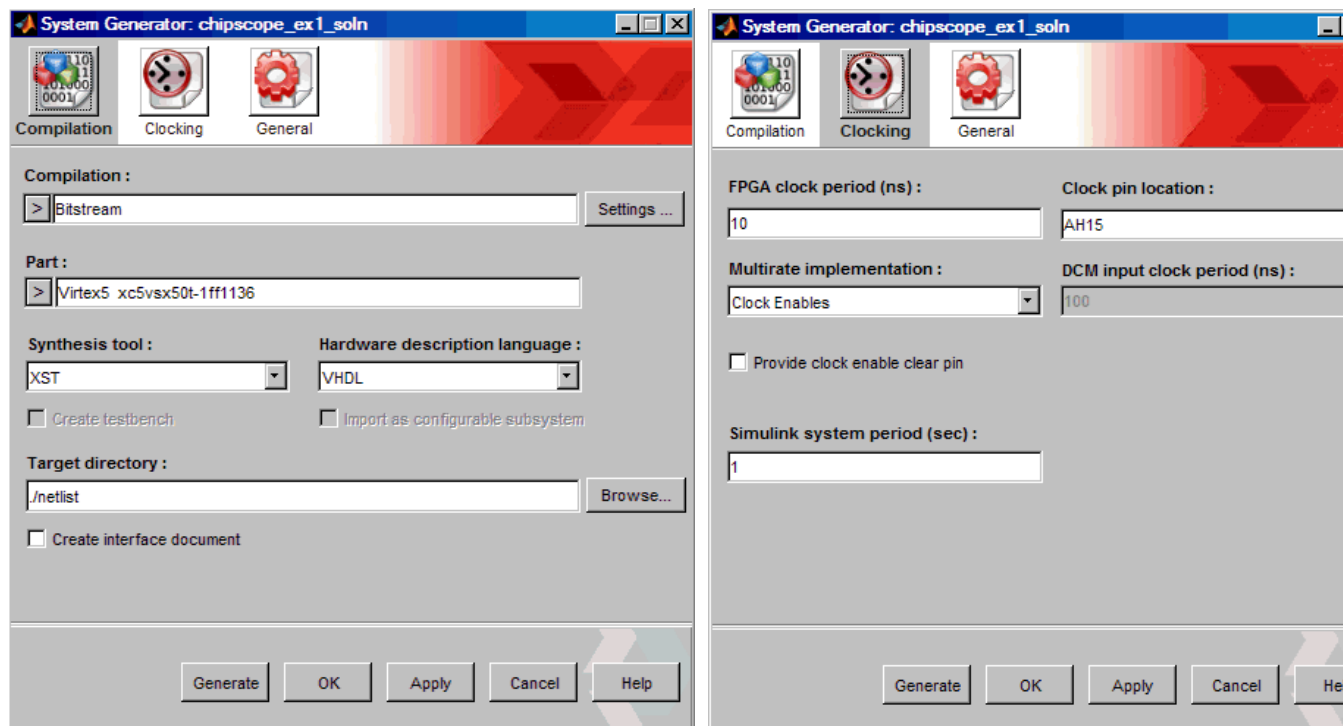 System Generator: chipscope_ex1_soln
Compilation
Clocking
General
Compilation :
> Bitstream
Settings ...
Part :
> Virtex5 xc5vsx50t-1ff1136
Synthesis tool :
Hardware description language :
XST
VHDL
Create testbench
Import as configurable subsystem
Target directory :
./netlist
Browse...
Create interface document
Generate
OK
Apply
Cancel
Help
System Generator: chipscope_ex1_soln
Compilation
Clocking
General
FPGA clock period (ns) :
Clock pin location :
10
AH15
Multirate implementation :
DCM input clock period (ns) :
Clock Enables
100
Provide clock enable clear pin
Simulink system period (sec) :
1
Generate
OK
Apply
Cancel
He